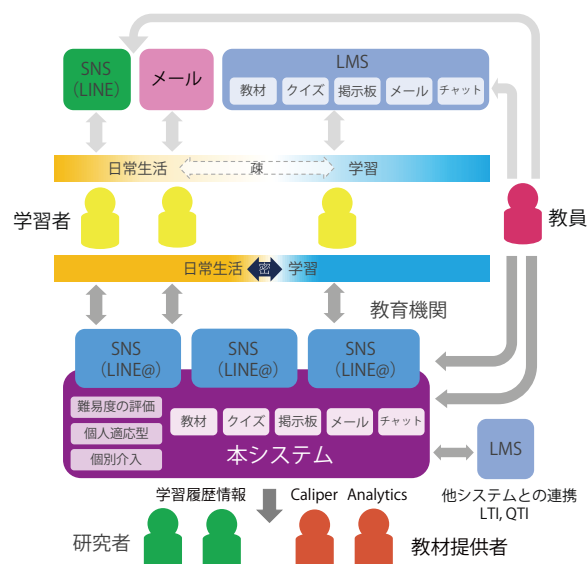 SNS
（LINE）
メール
LMS
教材
クイズ
掲示板
メール
チャット
日常生活
疎
学習
学習者
教員
日常生活
密
学習
教育機関
SNS
（LINE@）
SNS
（LINE@）
SNS
（LINE@）
難易度の評価
個人適応型
個別介入
教材
クイズ
掲示板
メール
チャット
本システム
LMS
他システムとの連携
LTI, QTI
学習履歴情報
Caliper Analytics
研究者
教材提供者